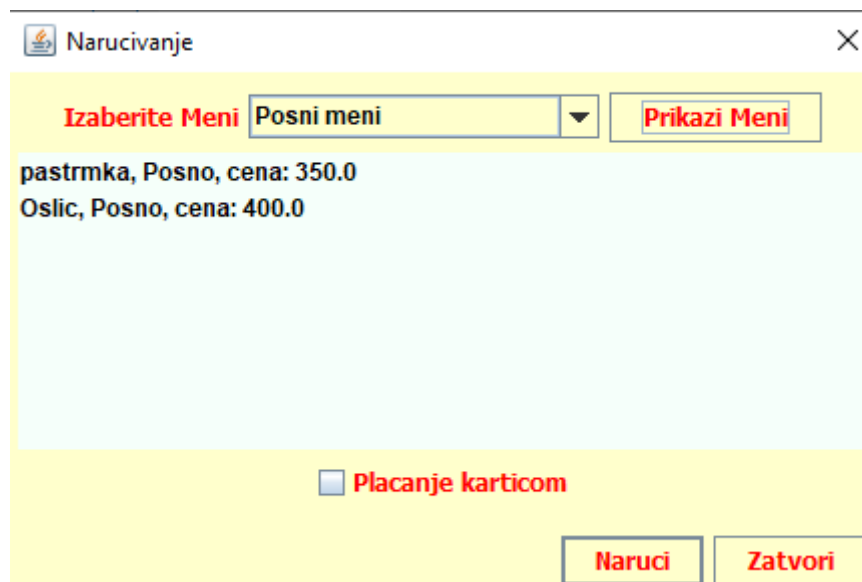 Narucivanje
Izaberite Meni Posni meni Prikazi Meni
pastrmka, Posno, cena: 350.0
Oslic, Posno, cena: 400.0
Placanje karticom
Naruci Zatvori